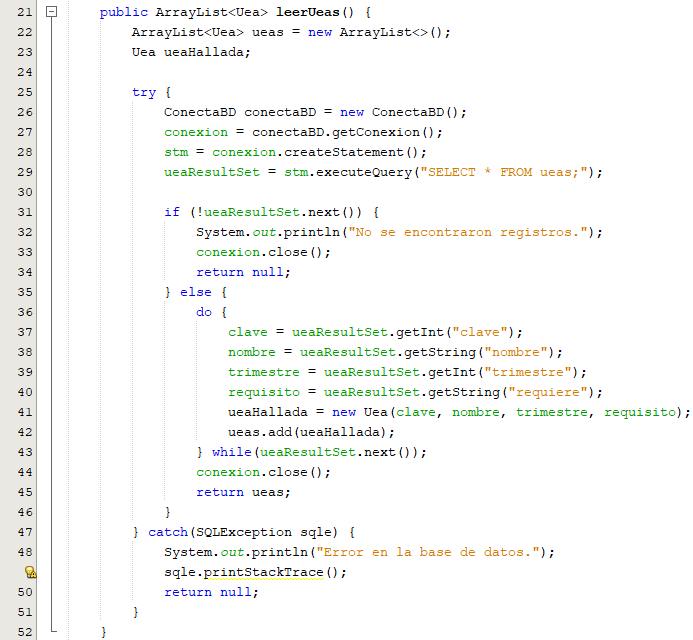 21 public ArrayList<Uea> leerUeas() {
22 ArrayList<Uea> ueas = new ArrayList<>();
23 Uea ueaHallada;
24
25 try {
26 ConectaBD conectaBD = new ConectaBD();
27 conexion = conectaBD.getConexion();
28 stm = conexion.createStatement();
29 ueaResultSet = stm.executeQuery("SELECT * FROM ueas;");
30
31 if (!ueaResultSet.next()) {
32 System.out.println("No se encontraron registros.");
33 conexion.close();
34 return null;
35 } else {
36 do {
37 clave = ueaResultSet.getInt("clave");
38 nombre = ueaResultSet.getString("nombre");
39 trimestre = ueaResultSet.getInt("trimestre");
40 requisito = ueaResultSet.getString("requiere");
41 ueaHallada = new Uea(clave, nombre, trimestre, requisito);
42 ueas.add(ueaHallada);
43 } while(ueaResultSet.next());
44 conexion.close();
45 return ueas;
46 }
47 } catch(SQLException sqle) {
48 System.out.println("Error en la base de datos.");
sqle.printStackTrace();
50 return null;
51 }
52 }